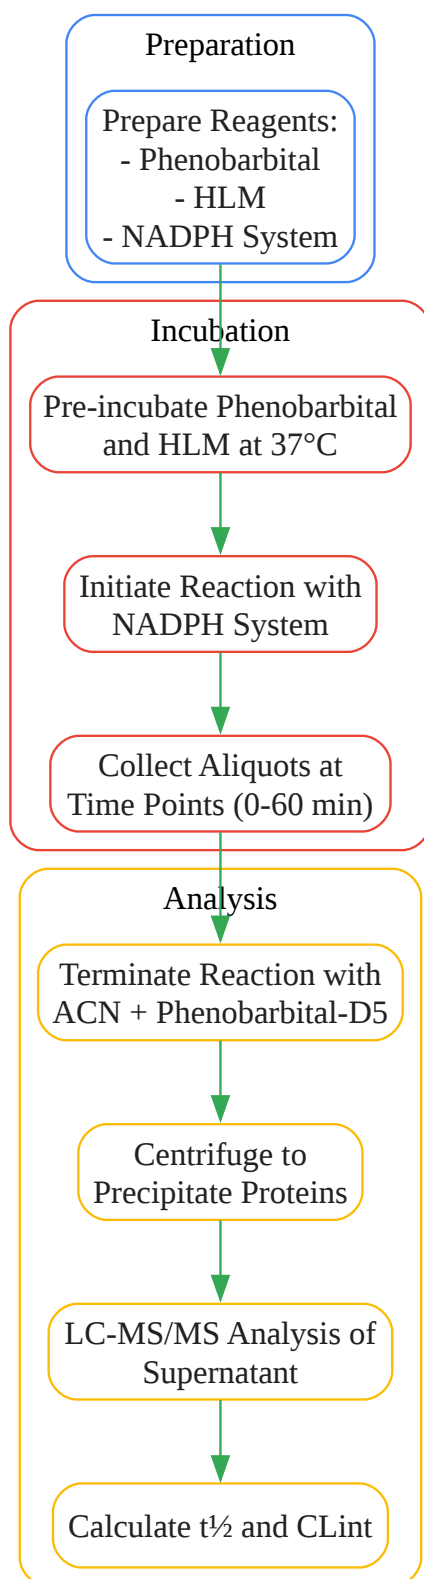 Preparation
Prepare Reagents:
- Phenobarbital
- HLM
- NADPH System
Incubation
Pre-incubate Phenobarbital
and HLM at 37°C
Initiate Reaction with
NADPH System
Collect Aliquots at
Time Points (0-60 min)
Analysis
Terminate Reaction with
ACN + Phenobarbital-D5
Centrifuge to
Precipitate Proteins
LC-MS/MS Analysis of
Supernatant
Calculate t½ and CLint